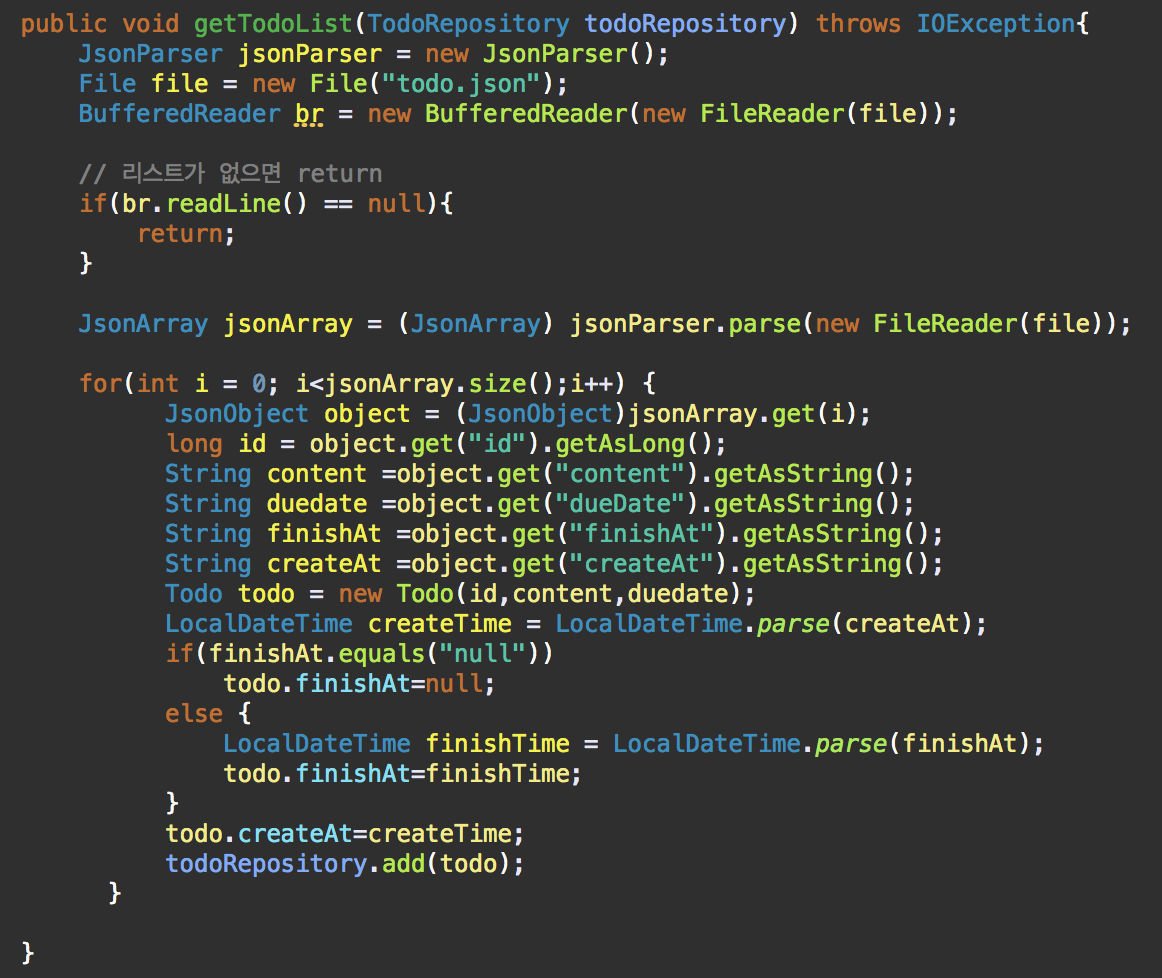 public void getTodoList(TodoRepository todoRepository) throws IOException{
JsonParser jsonParser = new JsonParser();
File file = new File("todo.json");
BufferedReader br = new BufferedReader(new FileReader(file));
// 리스트가 없으면 return
if(br.readLine() == null){
return;
}
JsonArray jsonArray = (JsonArray) jsonParser.parse(new FileReader(file));
for(int i = 0; i<jsonArray.size();i++) {
JsonObject object = (JsonObject)jsonArray.get(i);
long id = object.get("id").getAsLong();
String content =object.get("content").getAsString();
String duedate =object.get("dueDate").getAsString();
String finishAt =object.get("finishAt").getAsString();
String createAt =object.get("createAt").getAsString();
Todo todo = new Todo(id,content,duedate);
LocalDateTime createTime = LocalDateTime.parse(createAt);
if(finishAt.equals("null"))
todo.finishAt=null;
else {
LocalDateTime finishTime = LocalDateTime.parse(finishAt);
todo.finishAt=finishTime;
}
todo.createAt=createTime;
todoRepository.add(todo);
}
}